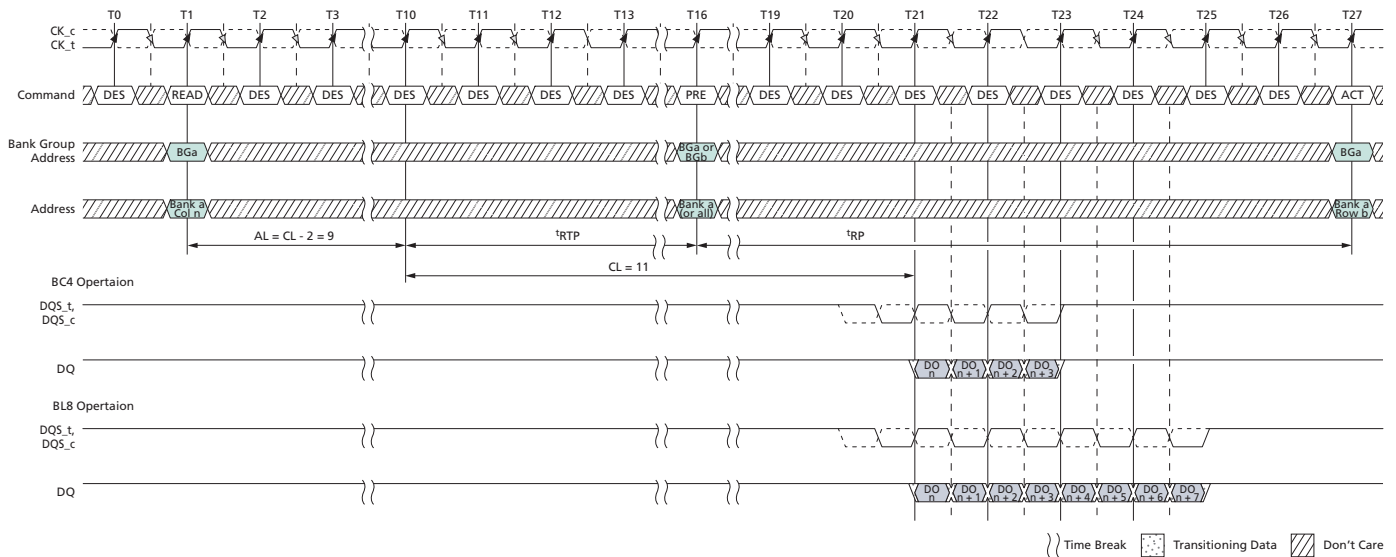 T0 T1 T2 T3 T10 T11 T12 T13 T16 T19 T20 T21 T22 T23 T24 T25 T26 T27
CK_c
CK_t
Command DES READ DES DES DES DES DES DES PRE DES DES DES DES DES DES DES DES ACT
Bank Group
Address
BGa
BGa or
BGb
BGa
Address
Bank a
Col n
Bank a
(or all)
Bank a
Row b
AL = CL - 2 = 9
tRTP
tRP
CL = 11
BC4 Opertaion
DQS_t,
DQS_c
DQ
DO
n
DO
n + 1
DO
n + 2
DO
n + 3
BL8 Opertaion
DQS_t,
DQS_c
DQ
DO
n
DO
n + 1
DO
n + 2
DO
n + 3
DO
n + 4
DO
n + 5
DO
n + 6
DO
n + 7
Time Break Transitioning Data Don't Care